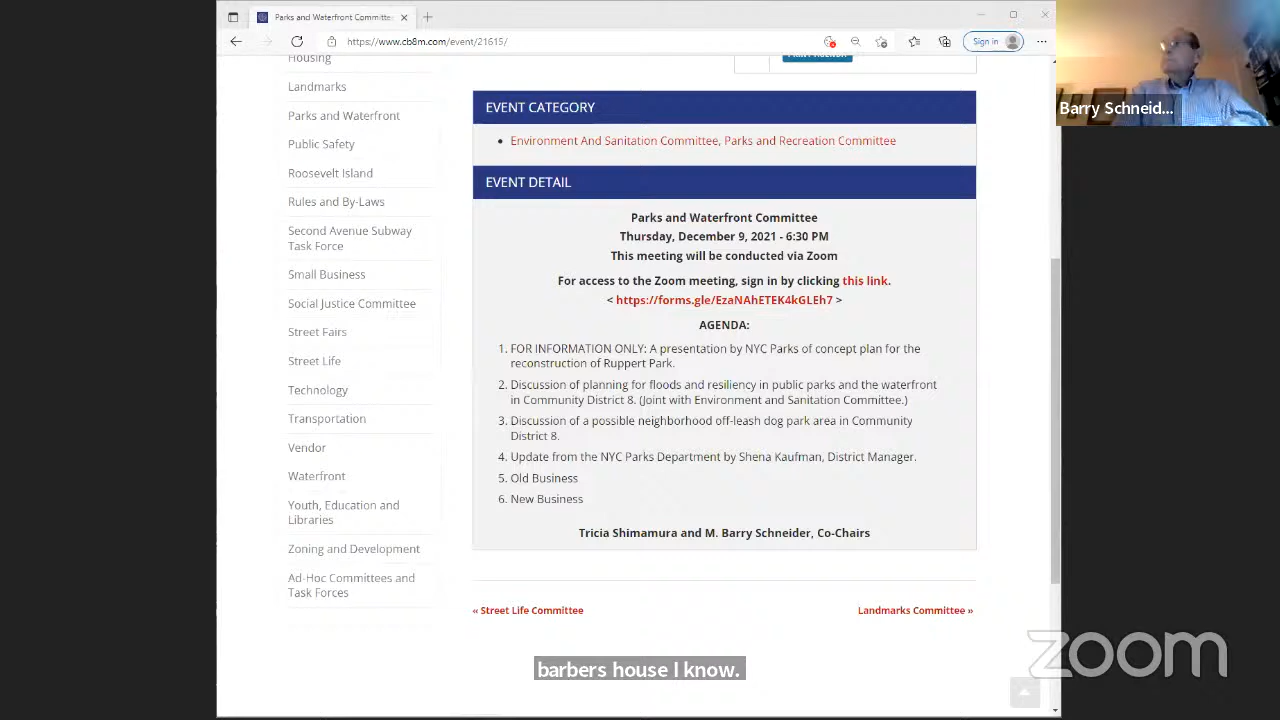 Parks and Waterfront Committe
https://www.cb8m.com/event/21615/
Sign in
Housing
Landmarks
Parks and Waterfront
Public Safety
Roosevelt Island
Rules and By-Laws
Second Avenue Subway
Task Force
Small Business
Social Justice Committee
Street Fairs
Street Life
Technology
Transportation
Vendor
Waterfront
Youth, Education and
Libraries
Zoning and Development
Ad-Hoc Committees and
Task Forces
EVENT CATEGORY
• Environment And Sanitation Committee, Parks and Recreation Committee
EVENT DETAIL
Parks and Waterfront Committee
Thursday, December 9, 2021 - 6:30 PM
This meeting will be conducted via Zoom
For access to the Zoom meeting, sign in by clicking this link.
< https://forms.gle/EzaNAhETEK4kGLEh7 >
AGENDA:
1. FOR INFORMATION ONLY: A presentation by NYC Parks of concept plan for the
reconstruction of Ruppert Park.
2. Discussion of planning for floods and resiliency in public parks and the waterfront
in Community District 8. (Joint with Environment and Sanitation Committee.)
3. Discussion of a possible neighborhood off-leash dog park area in Community
District 8.
4. Update from the NYC Parks Department by Shena Kaufman, District Manager.
5. Old Business
6. New Business
Tricia Shimamura and M. Barry Schneider, Co-Chairs
« Street Life Committee
Landmarks Committee »
Barry Schneid...
barbers house I know.
zoom